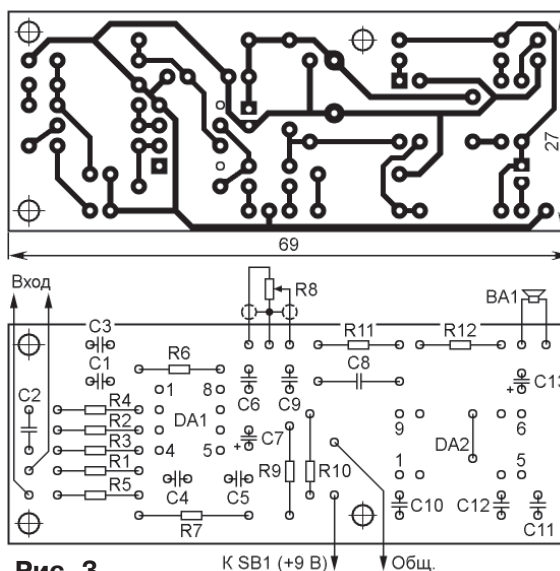 27
69
Вход
R8
BA1
C3
R6
R11
R12
C1
C8
C13
C2
1
8
C6
C9
R4
DA1
R2
+
C7
9
DA2
R3
4
5
R1
R9
R10
1
6
5
R5
C4
C5
C10
C12
C11
R7
Рис. 3
К SB1 (+9 В)
Общ.
+